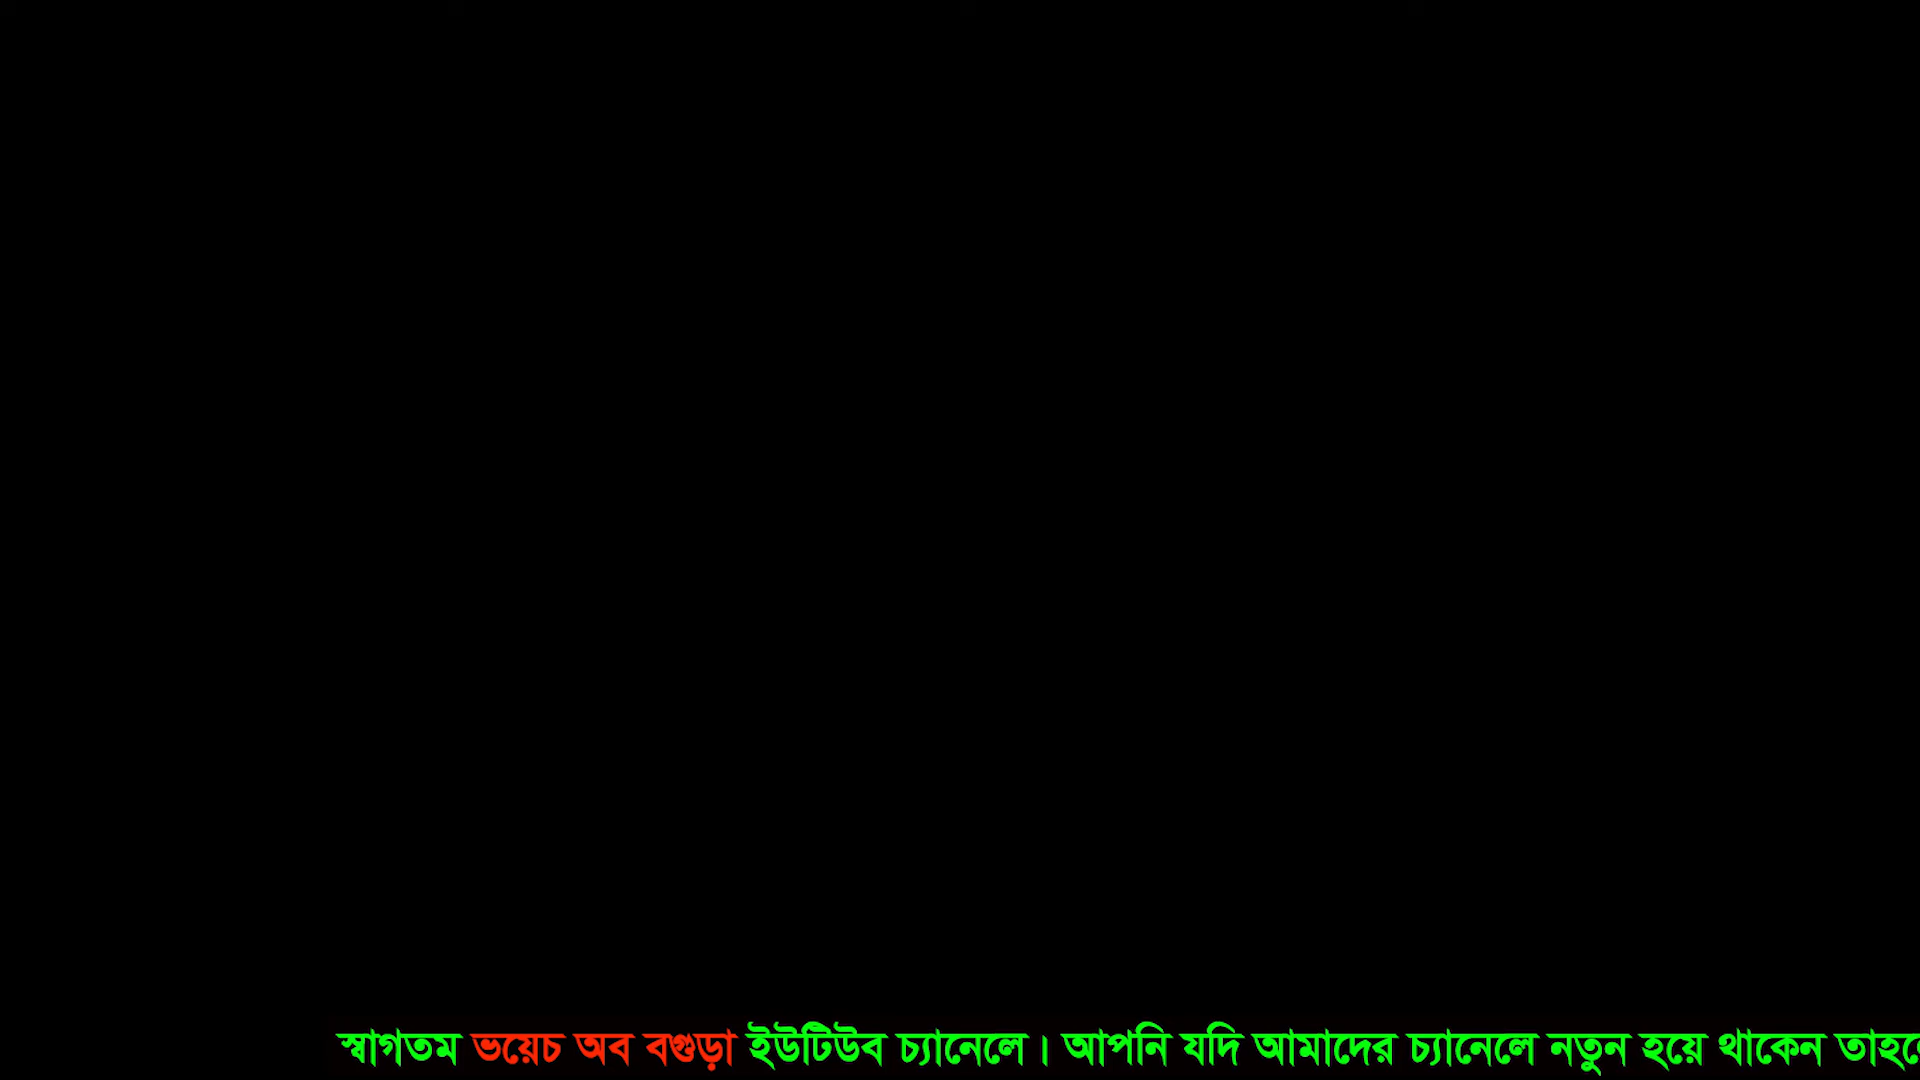 স্বাগতম ভয়েচ অব বগুড়া ইউটিউব চ্যানেলে। আপনি যদি আমাদের চ্যানেলে নতুন হয়ে থাকেন